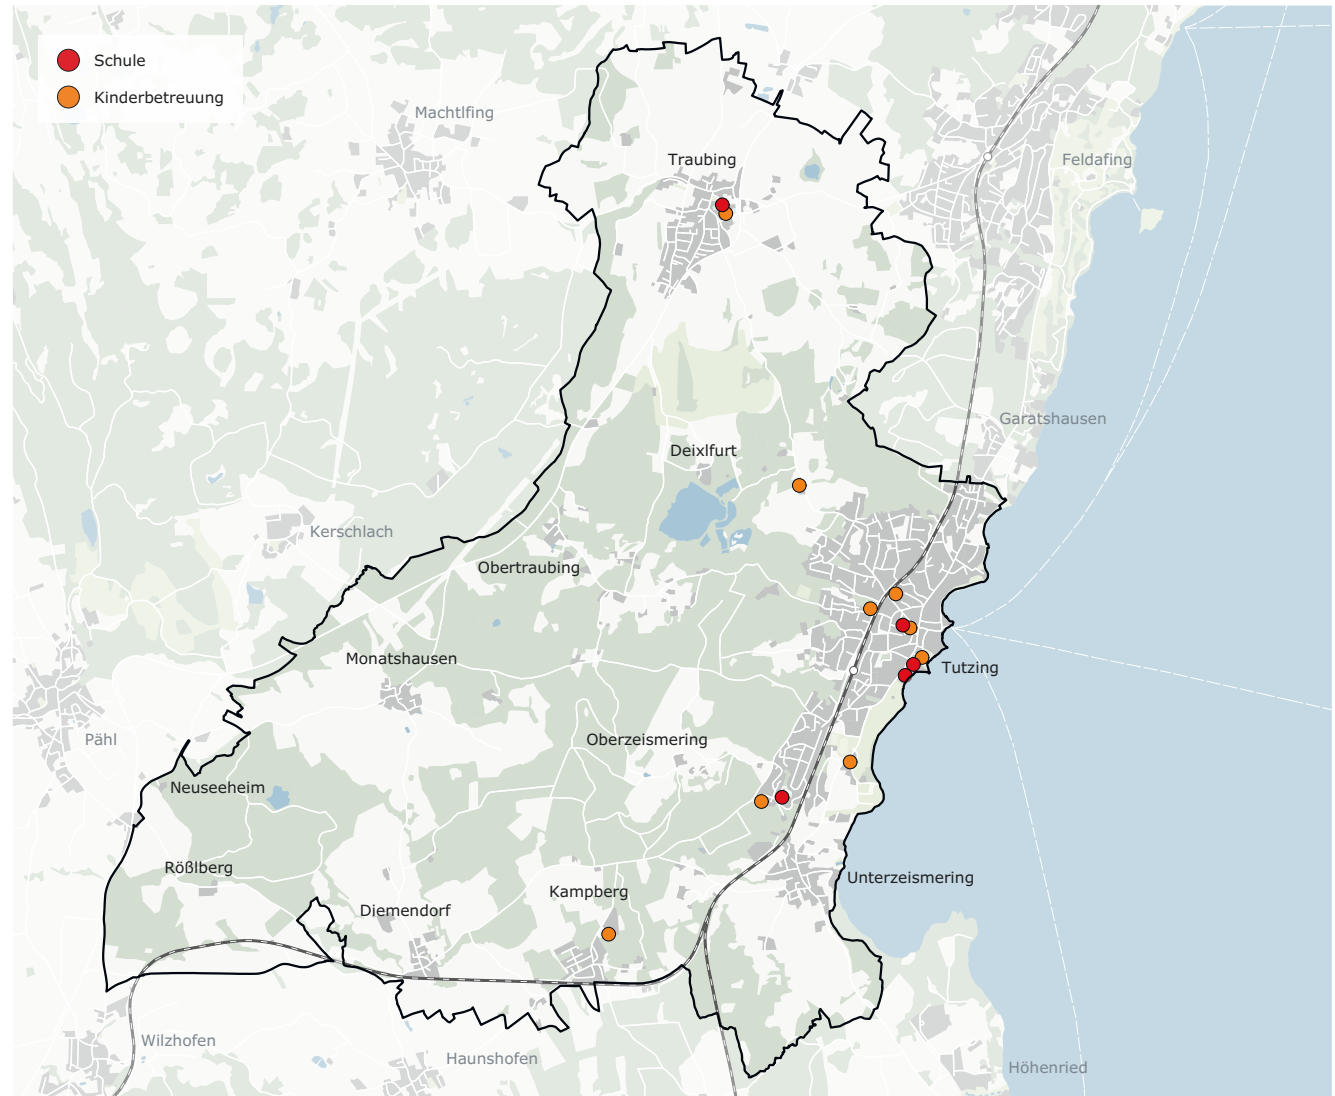 Schule
Kinderbetreuung
Machtlfing
Traubing
Feldafing
Garatshausen
Deixlfurt
Kerschlach
Obertraubing
Monatshausen
Tutzing
Pähl
Oberzeismering
Neuseeheim
Rößlberg
Unterzeismering
Kampberg
Diemendorf
Wilzhofen
Haunshofen
Höhenried